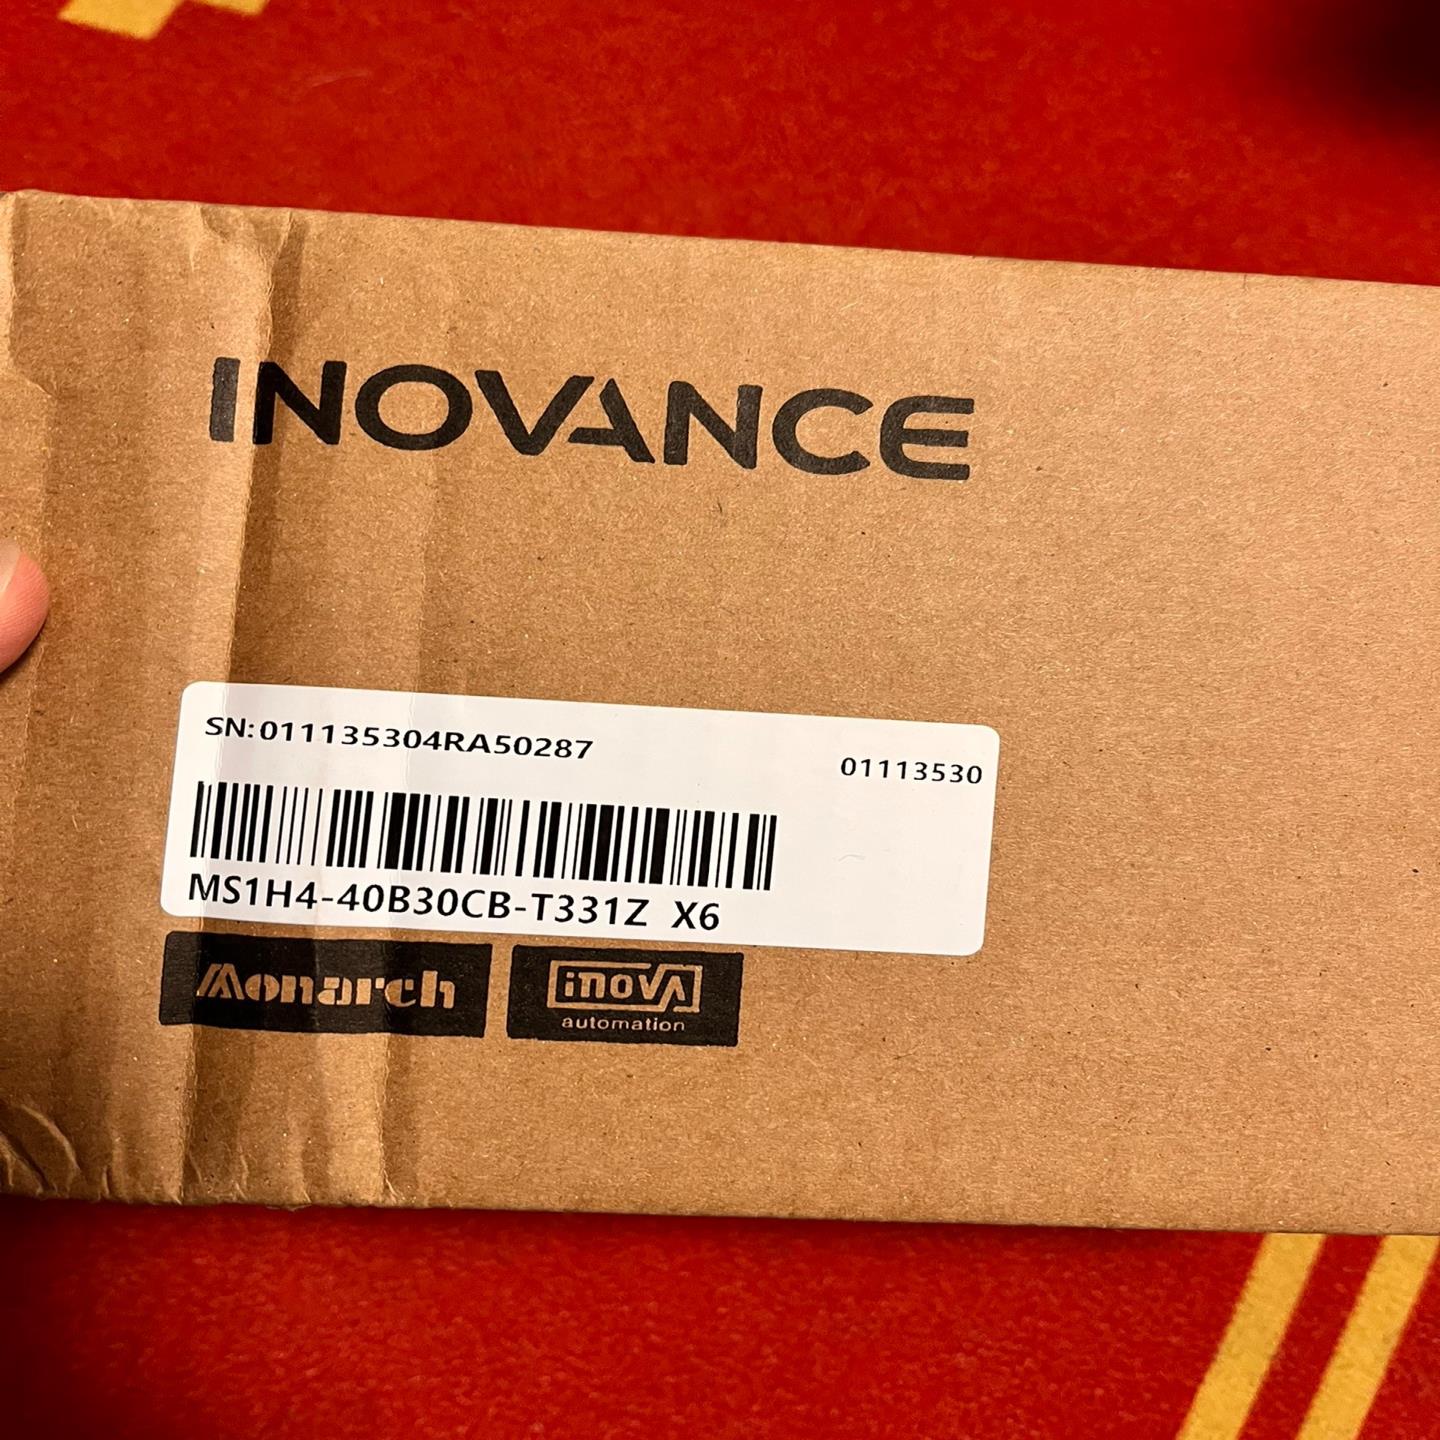 INOVANCE
SN:011135304RA50287
01113530
MS1H4-40B30CB-T331Z X6
Monarch
inova
automation